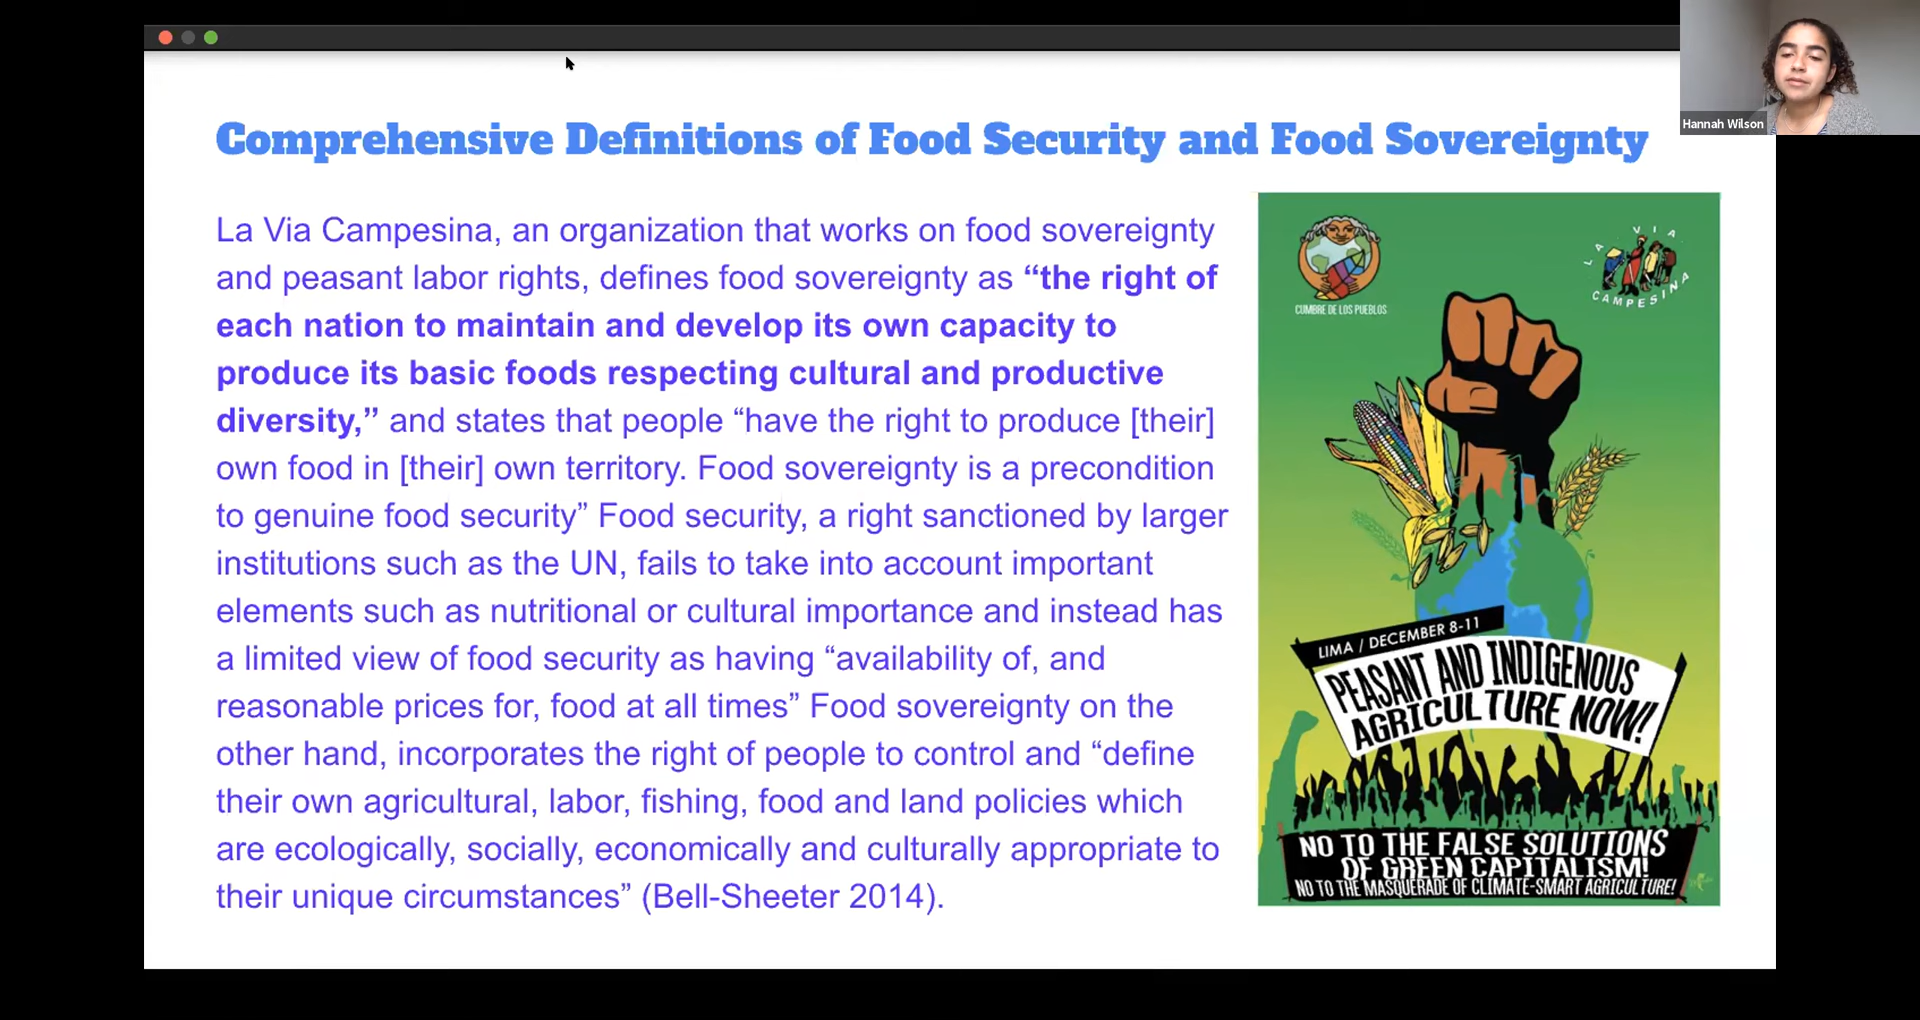 Hannah Wilson
Comprehensive Definitions of Food Security and Food Sovereignty
La Via Campesina, an organization that works on food sovereignty
and peasant labor rights, defines food sovereignty as “the right of
each nation to maintain and develop its own capacity to
produce its basic foods respecting cultural and productive
diversity,” and states that people “have the right to produce [their]
own food in [their] own territory. Food sovereignty is a precondition
to genuine food security” Food security, a right sanctioned by larger
institutions such as the UN, fails to take into account important
elements such as nutritional or cultural importance and instead has
a limited view of food security as having “availability of, and
reasonable prices for, food at all times” Food sovereignty on the
other hand, incorporates the right of people to control and “define
their own agricultural, labor, fishing, food and land policies which
are ecologically, socially, economically and culturally appropriate to
their unique circumstances” (Bell-Sheeter 2014).
CUMBRE DE LOS PUEBLOS
LA VIA
CAMPESINA
LIMA / DECEMBER 8-11
PEASANT AND INDIGENOUS
AGRICULTURE NOW!
NO TO THE FALSE SOLUTIONS
OF GREEN CAPITALISM!
NO TO THE MASQUERADE OF CLIMATE-SMART AGRICULTURE!